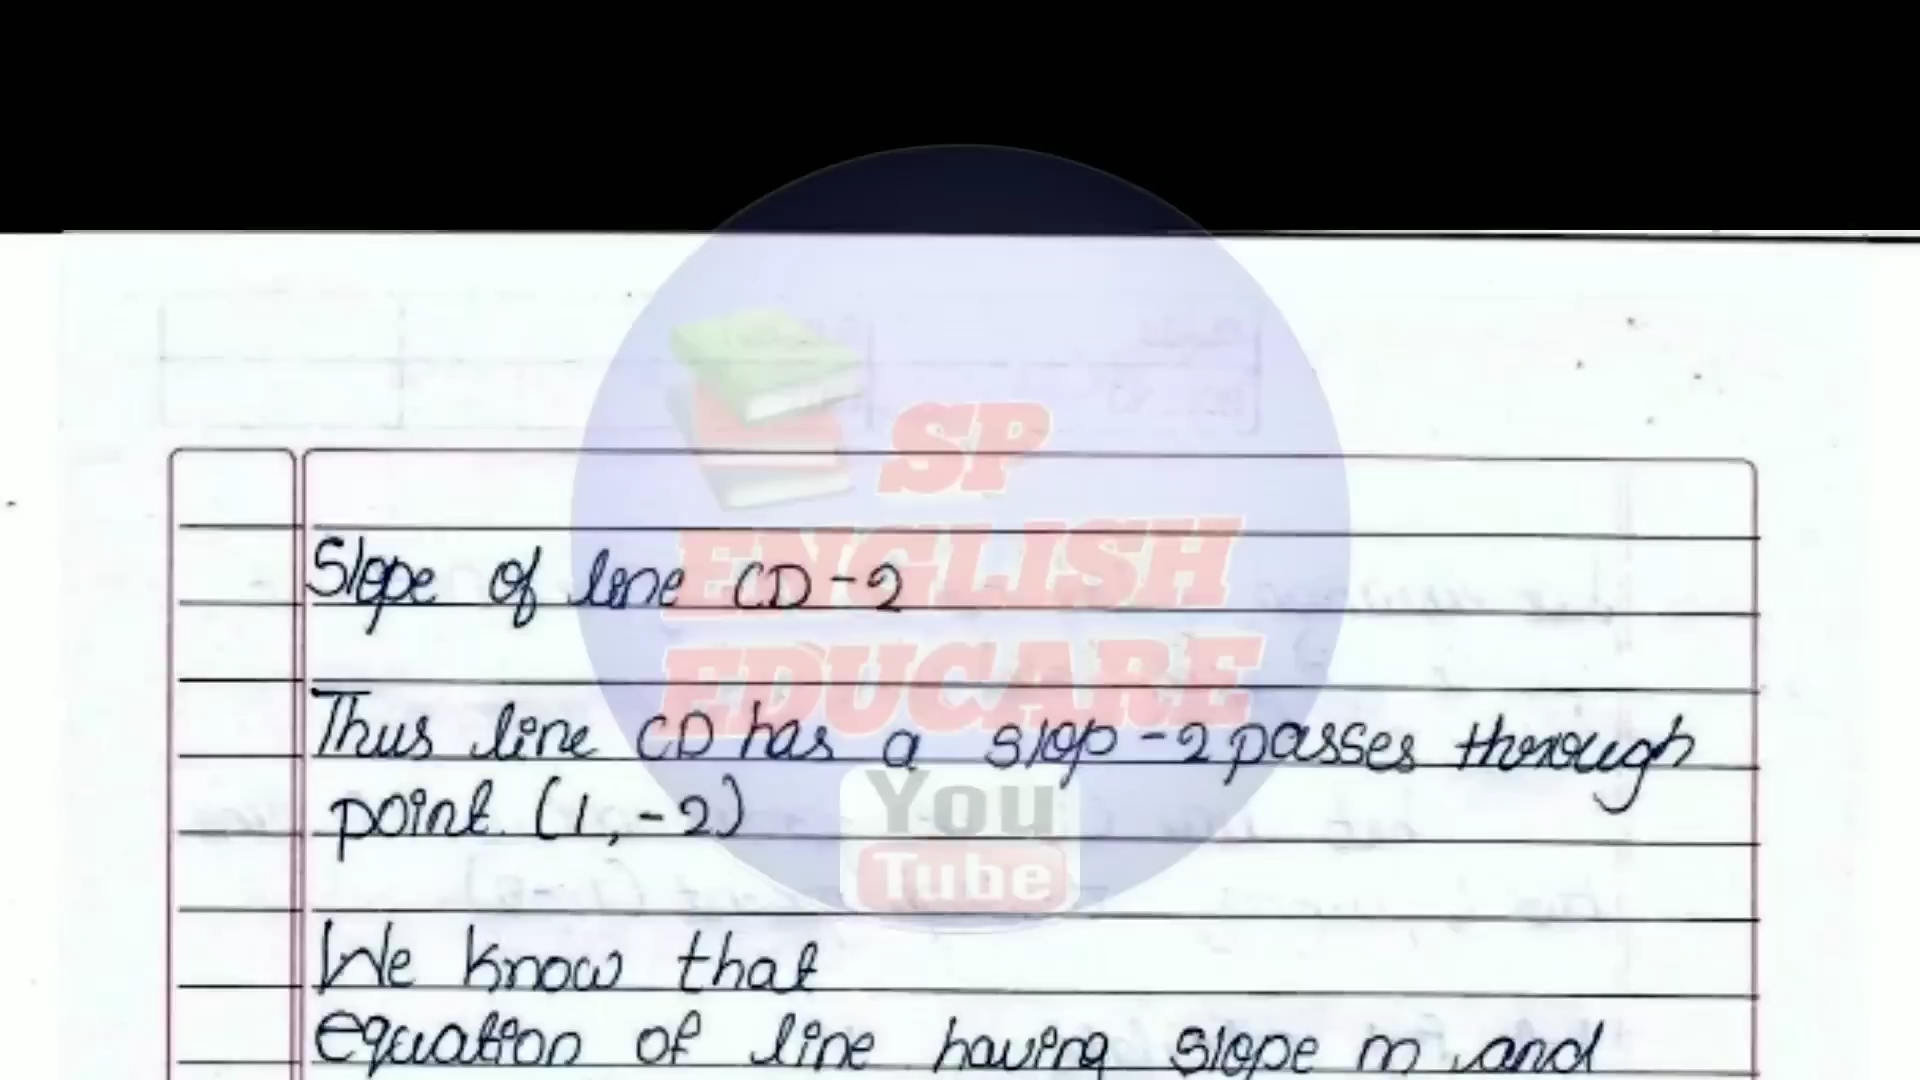 SP
ENGLISH
EDUCARE
You
Tube
Slope of line CD-2
Thus line CD has a slop -2 passes thorough
point (1,-2)
We know that
equation of line having slope m and